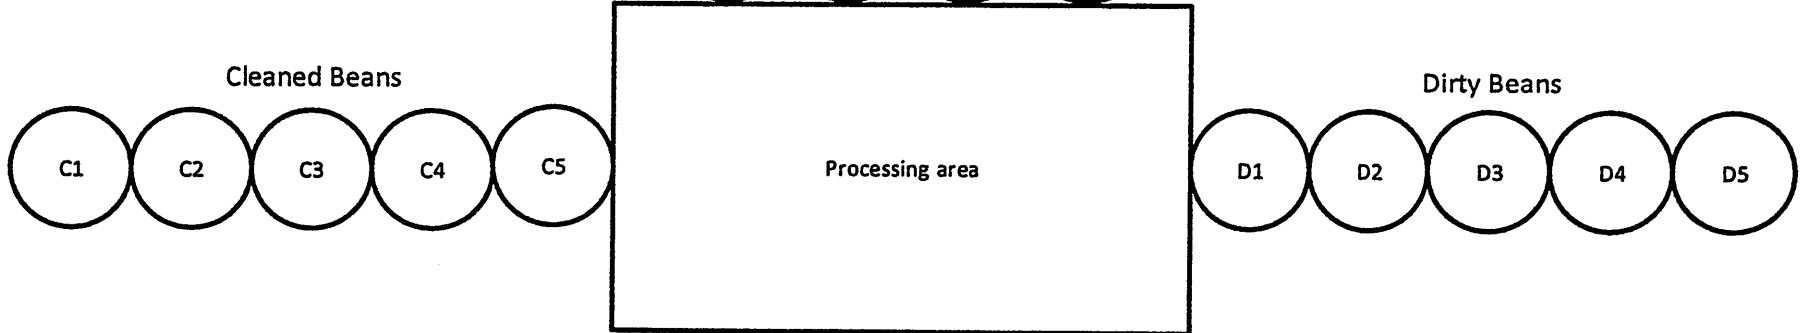 Cleaned Beans
C1
C2
C3
C4
C5
Processing area
Dirty Beans
D1
D2
D3
D4
D5